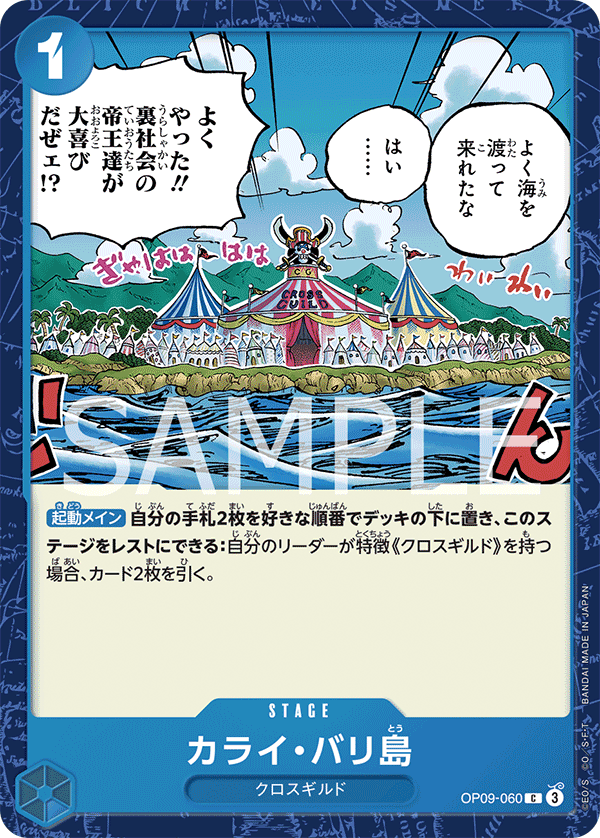 1
よく海を
渡って
来れたな
はい
……
よく
やった!!
裏社会の
帝王達が
大喜び
だぜェ!?
ぎゃははははは
わいわい
CROSS
GUILD
どん
SAMPLE
起動メイン 自分の手札2枚を好きな順番でデッキの下に置き、このス
テージをレストにできる：自分のリーダーが特徴《クロスギルド》を持つ
場合、カード2枚を引く。
STAGE
カライ・バリ島
クロスギルド
OP09-060 C 3
©E.O/S. ©O./S.・F・T BANDAI MADE IN JAPAN